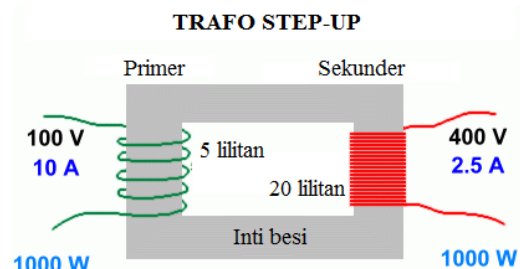 TRAFO STEP-UP
Primer
Sekunder
100 V
10 A
5 lilitan
400 V
2.5 A
20 lilitan
Inti besi
1000 W
1000 W